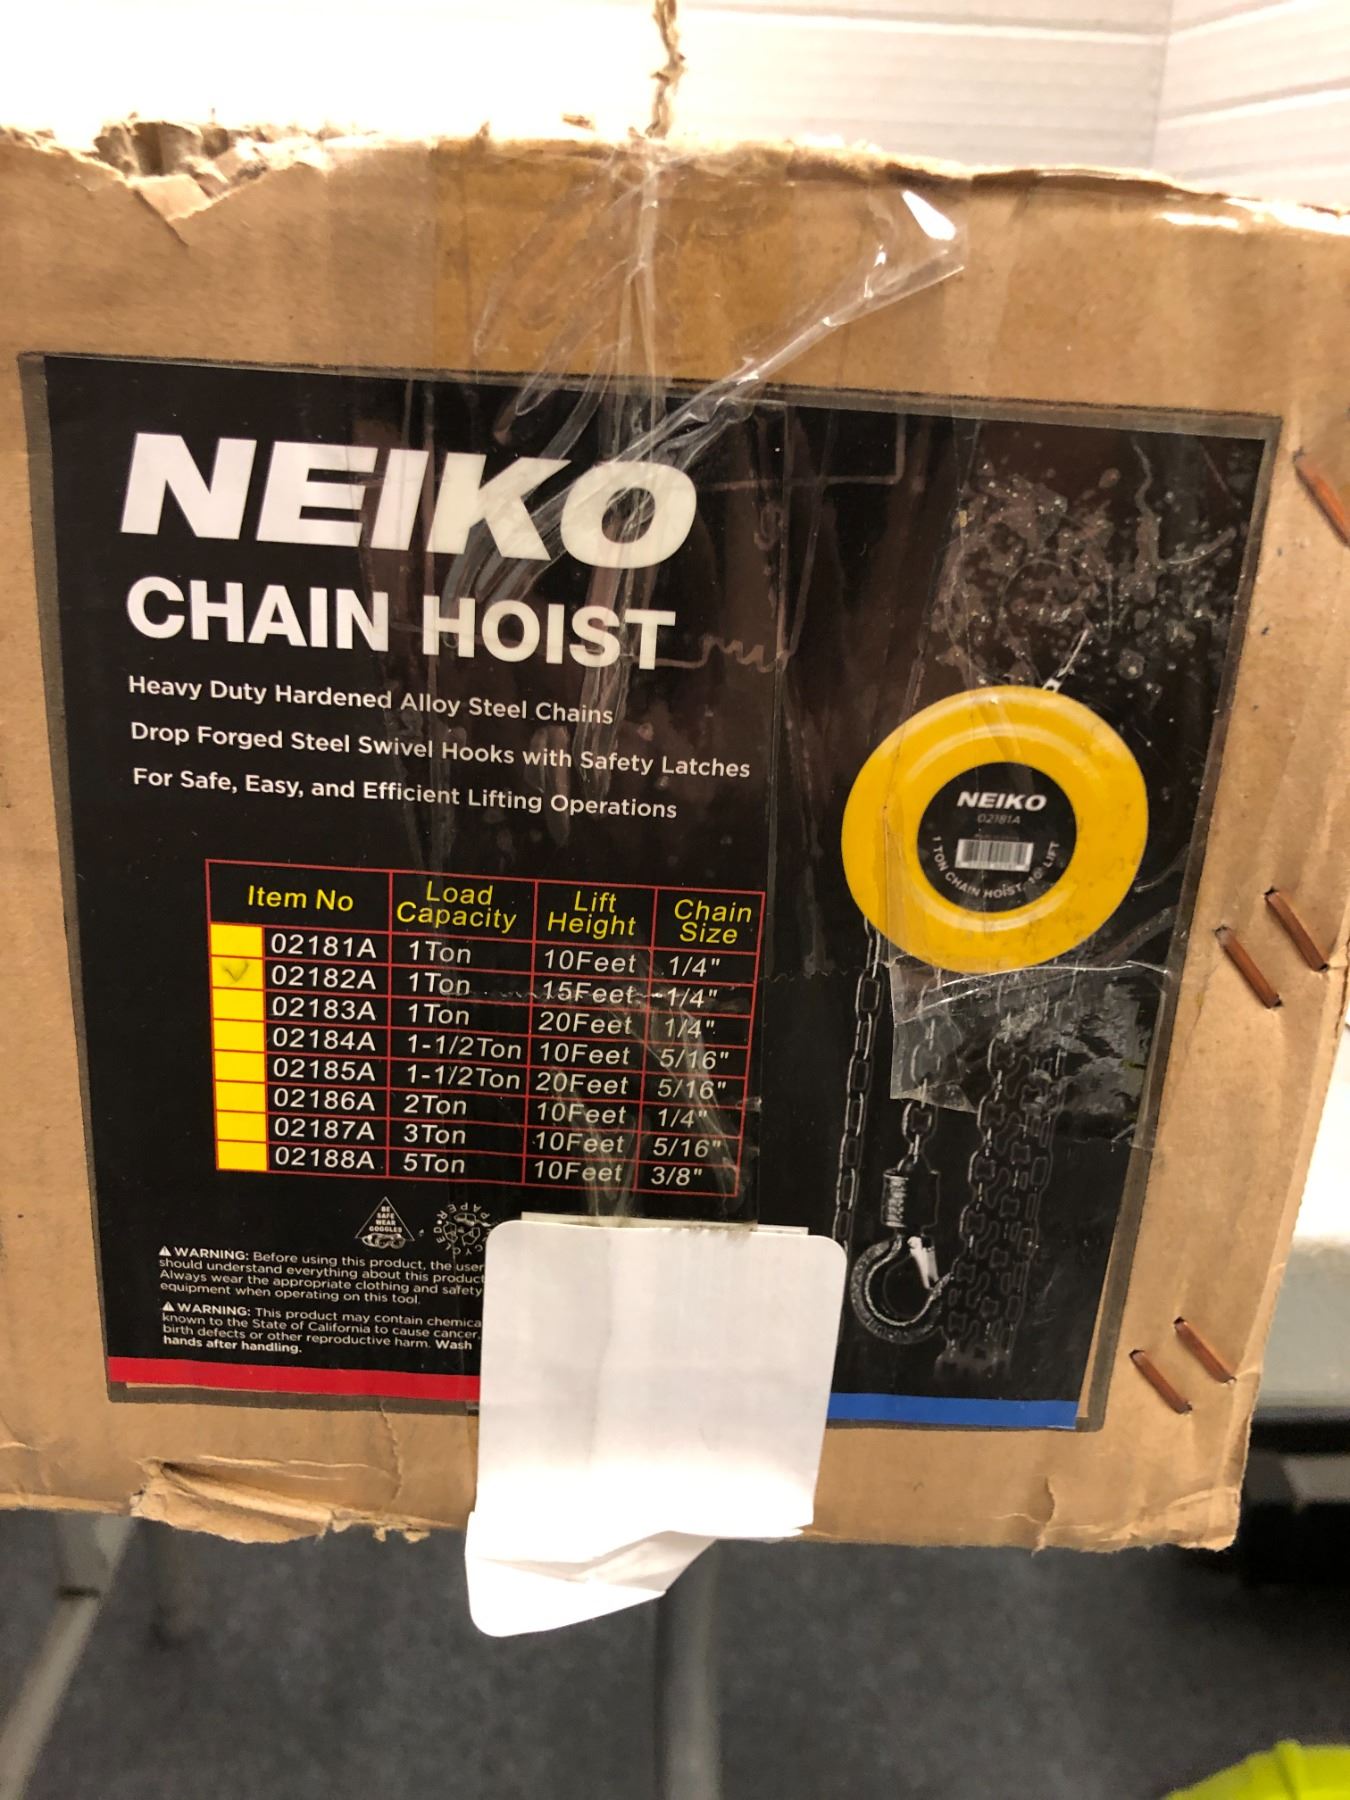 NEIKO
CHAIN HOIST
Heavy Duty Hardened Alloy Steel Chains
Drop Forged Steel Swivel Hooks with Safety Latches
For Safe, Easy, and Efficient Lifting Operations
Item No Load Capacity Lift Height Chain Size
02181A 1Ton 10Feet 1/4"
02182A 1Ton 15Feet 1/4"
02183A 1Ton 20Feet 1/4"
02184A 1-1/2Ton 10Feet 5/16"
02185A 1-1/2Ton 20Feet 5/16"
02186A 2Ton 10Feet 1/4"
02187A 3Ton 10Feet 5/16"
02188A 5Ton 10Feet 3/8"
BE
SAFE
WEAR
GOGGLES
WARNING: Before using this product, the user
should understand everything about this product
Always wear the appropriate clothing and safety
equipment when operating on this tool.
WARNING: This product may contain chemica
known to the State of California to cause cancer,
birth defects or other reproductive harm. Wash
hands after handling.
NEIKO
02181A
1 TON CHAIN HOIST, 10' LIFT